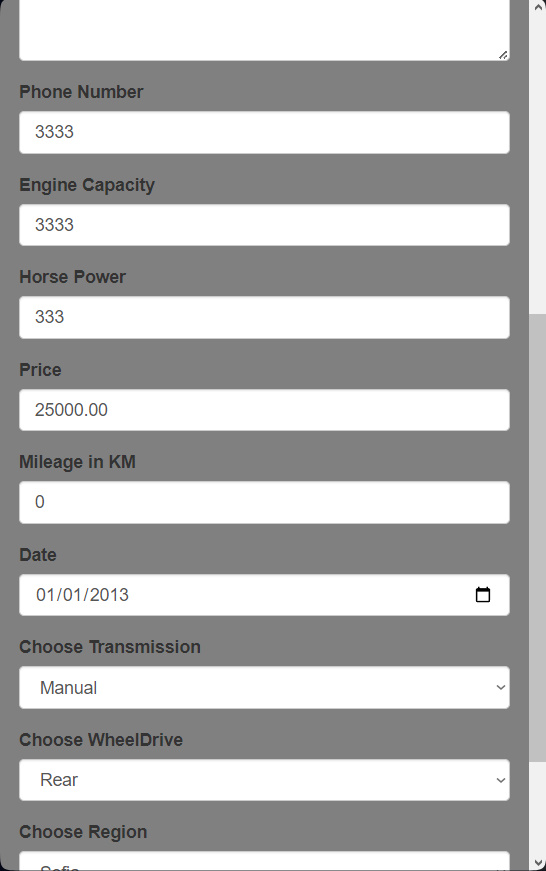 Phone Number
3333
Engine Capacity
3333
Horse Power
333
Price
25000.00
Mileage in KM
0
Date
01/01/2013
Choose Transmission
Manual
Choose WheelDrive
Rear
Choose Region
Sofia